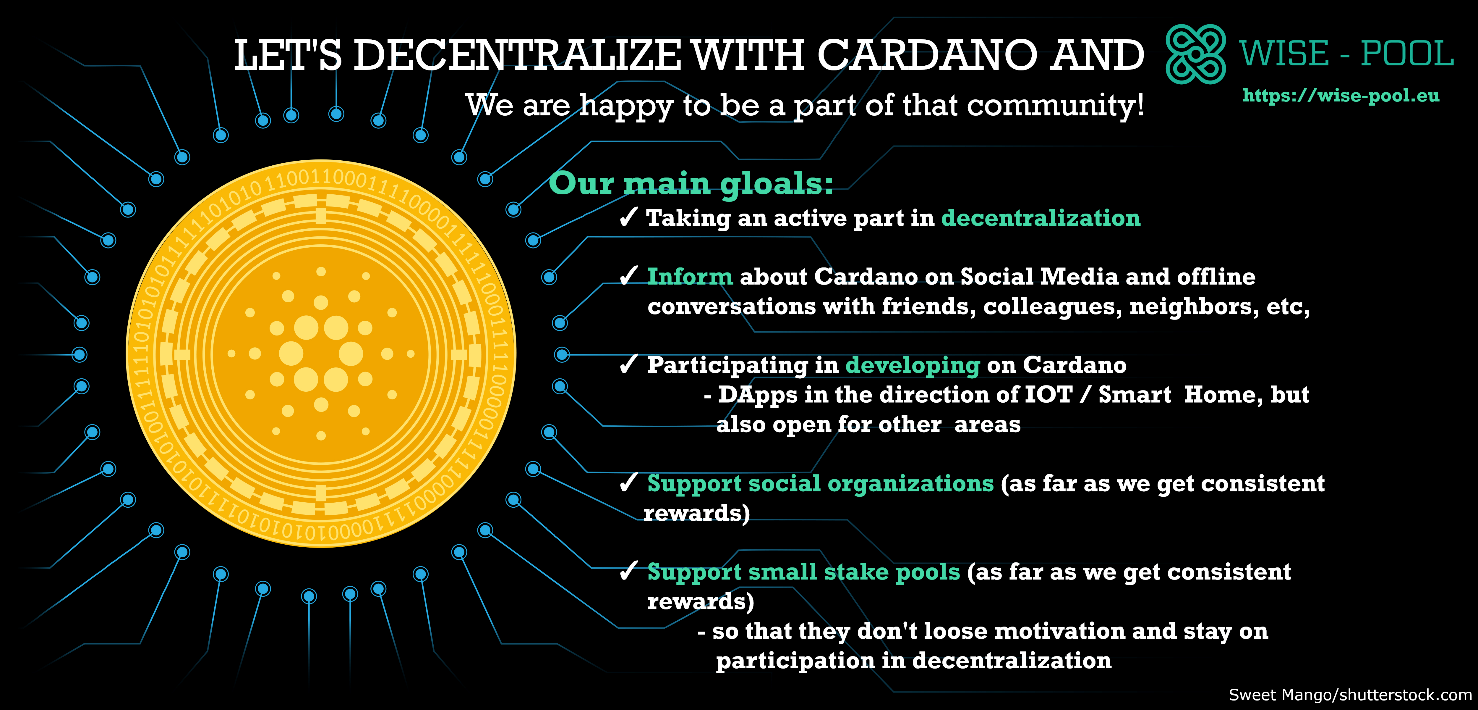 LET'S DECENTRALIZE WITH CARDANO AND
WISE - POOL
https://wise-pool.eu
We are happy to be a part of that community!
Our main gloals:
✓ Taking an active part in decentralization
✓ Inform about Cardano on Social Media and offline
conversations with friends, colleagues, neighbors, etc,
✓ Participating in developing on Cardano
- DApps in the direction of IOT / Smart Home, but
also open for other areas
✓ Support social organizations (as far as we get consistent
rewards)
✓ Support small stake pools (as far as we get consistent
rewards)
- so that they don't loose motivation and stay on
participation in decentralization
Sweet Mango/shutterstock.com